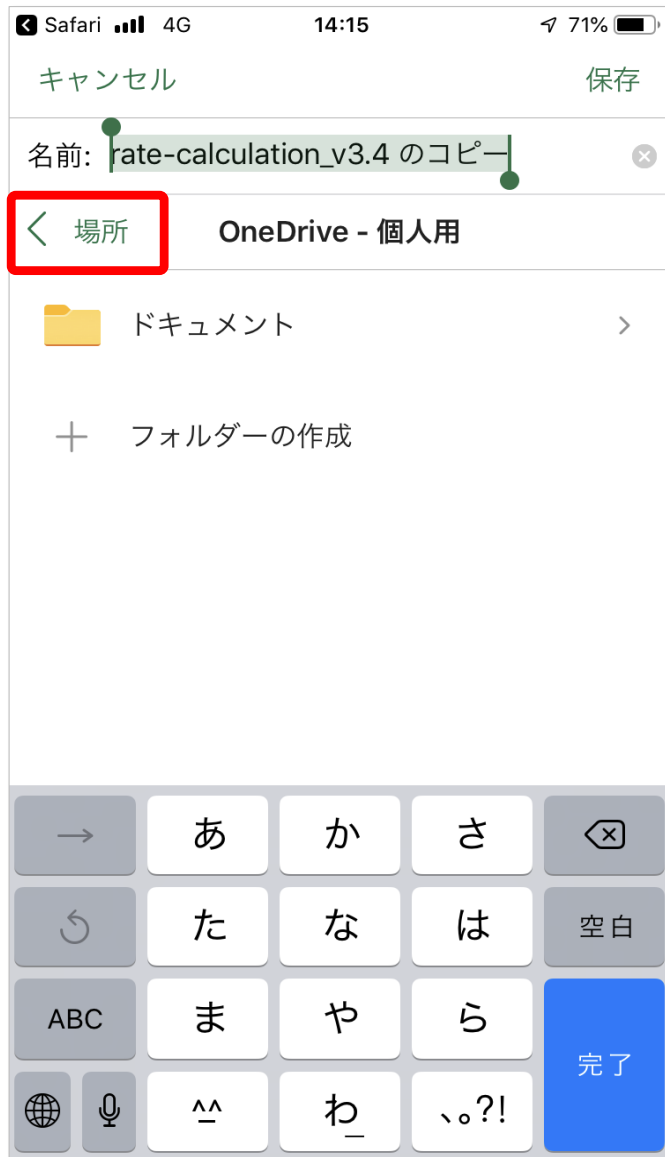 Safari 4G 14:15 71%
キャンセル 保存
名前: rate-calculation_v3.4 のコピー
場所 OneDrive - 個人用
ドキュメント
フォルダーの作成
→ あ か さ
た な は 空白
ABC ま や ら
完了
^^ わ_ 、。?!